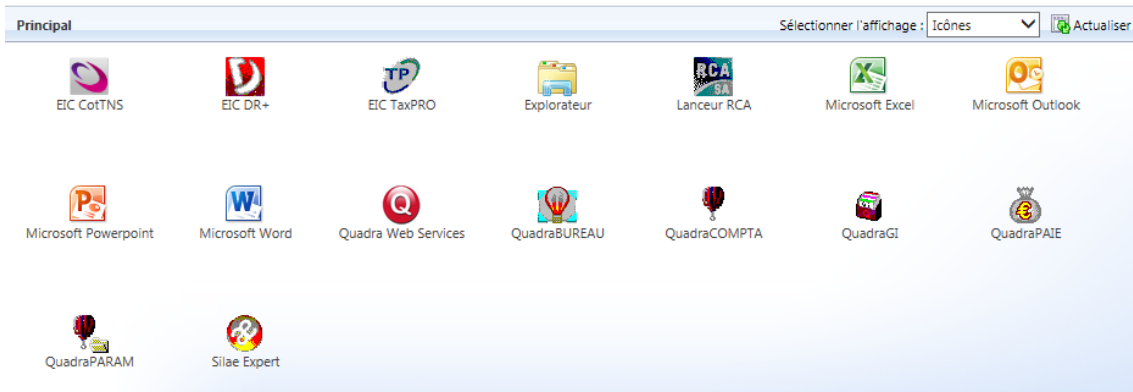 Principal Sélectionner l'affichage : Icônes Actualiser
TP RCA SA
EIC CotTNS EIC DR+ EIC TaxPRO Explorateur Lanceur RCA Microsoft Excel Microsoft Outlook
Microsoft Powerpoint Microsoft Word Quadra Web Services QuadraBUREAU QuadraCOMPTA QuadraGI QuadraPAIE
QuadraPARAM Silae Expert